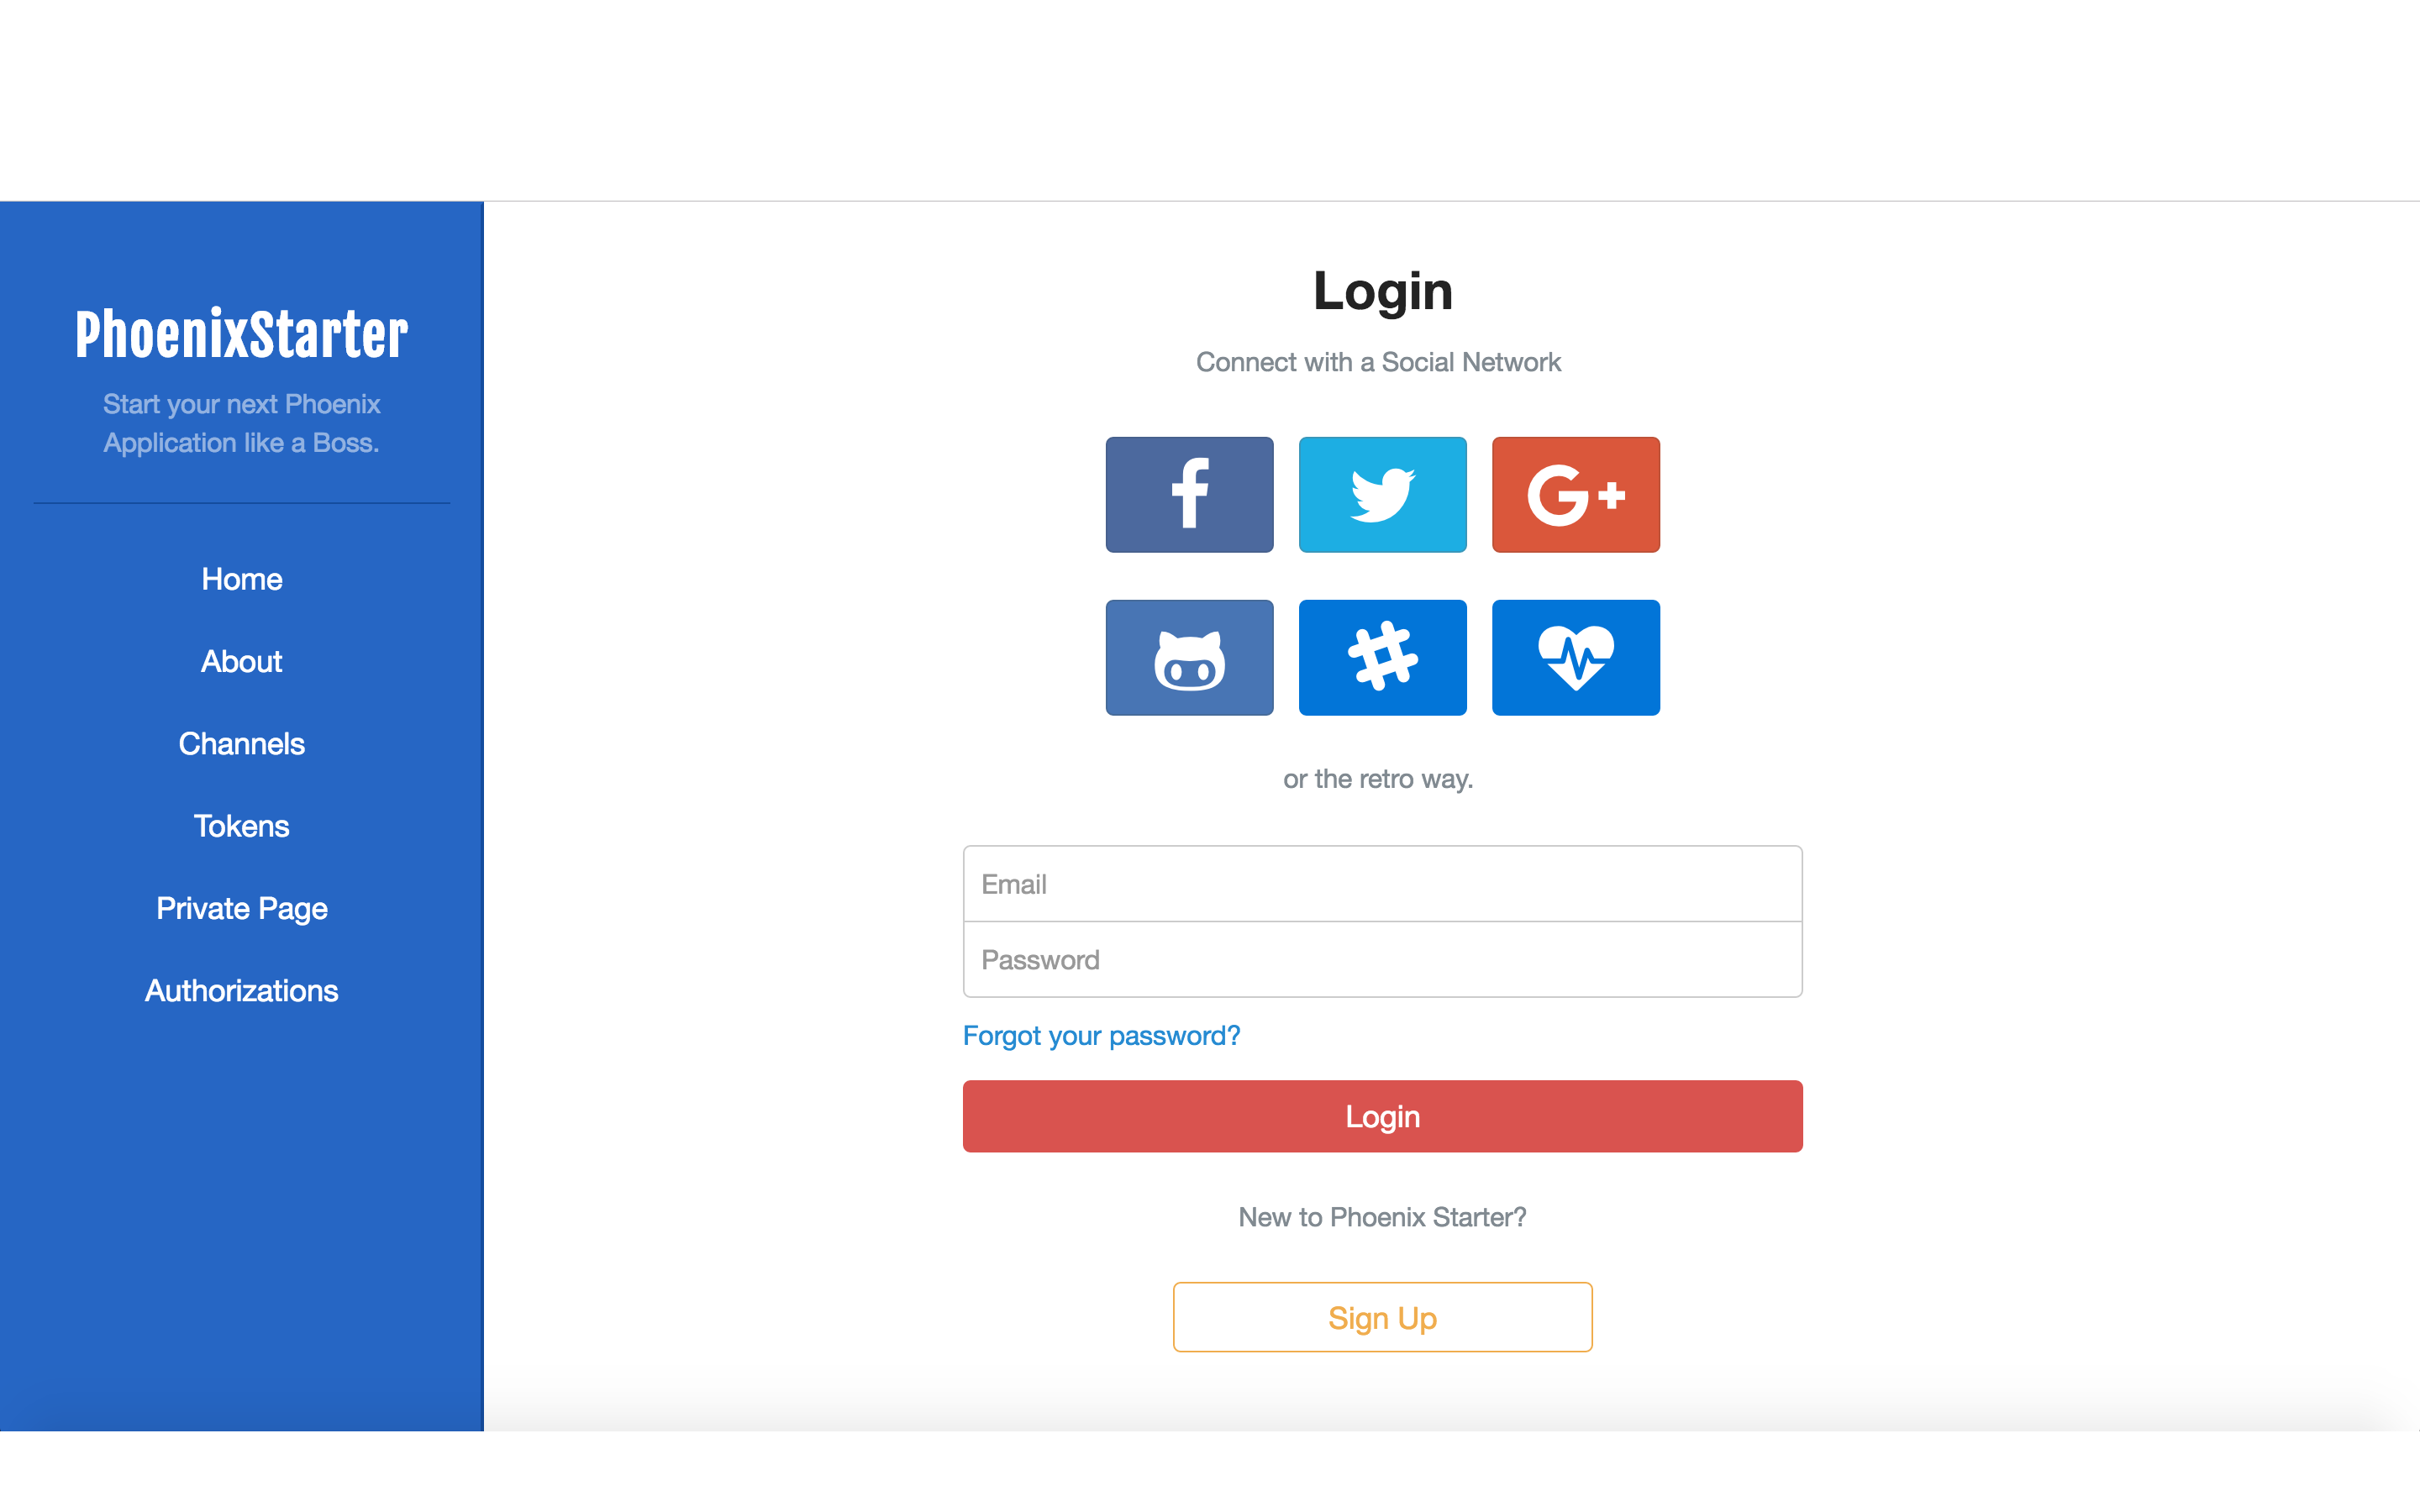 PhoenixStarter
Start your next Phoenix
Application like a Boss.
Home
About
Channels
Tokens
Private Page
Authorizations
Login
Connect with a Social Network
f
G+
or the retro way.
Email
Password
Forgot your password?
Login
New to Phoenix Starter?
Sign Up